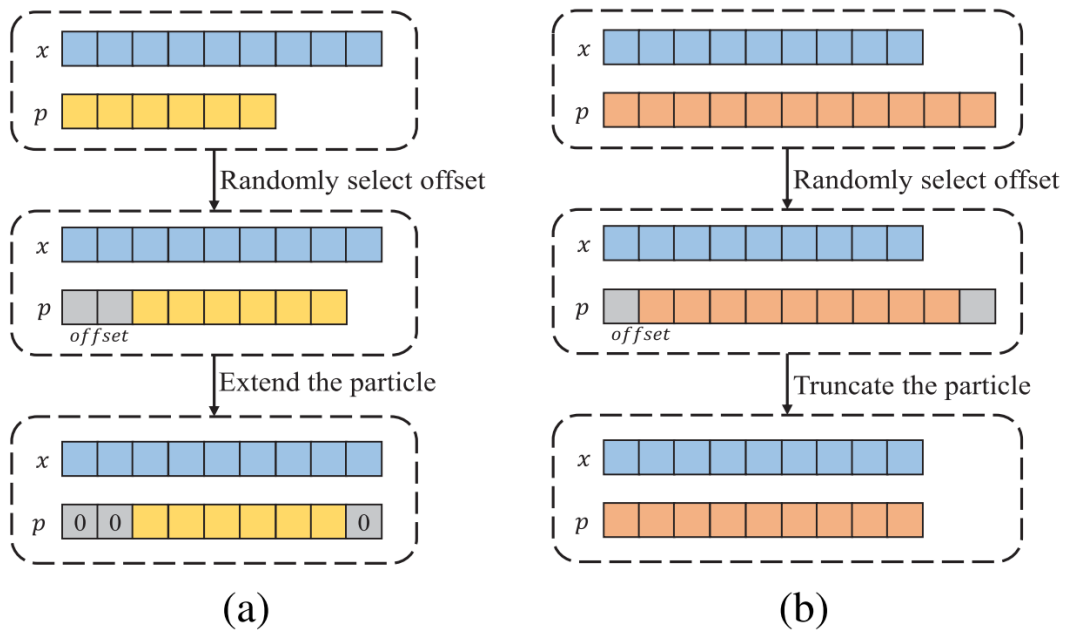 x
p
Randomly select offset
x
p
offset
Extend the particle
x
p 0 0 0
(a)
x
p
Randomly select offset
x
p
offset
Truncate the particle
x
p
(b)